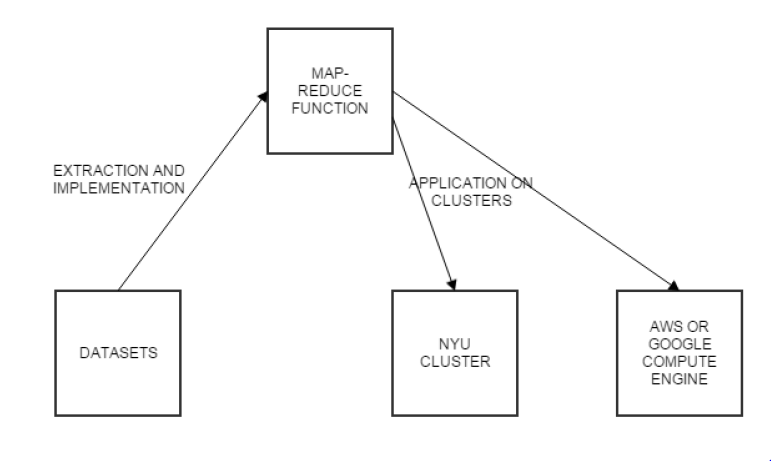 MAP-
REDUCE
FUNCTION
EXTRACTION AND
IMPLEMENTATION
APPLICATION ON
CLUSTERS
DATASETS
NYU
CLUSTER
AWS OR
GOOGLE
COMPUTE
ENGINE